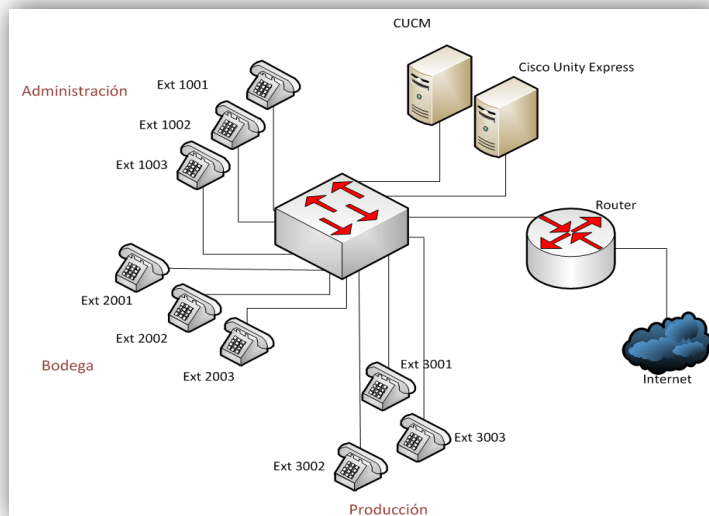 CUCM
Cisco Unity Express
Administración
Ext 1001
Ext 1002
Ext 1003
Router
Ext 2001
Ext 2002
Ext 2003
Bodega
Ext 3001
Ext 3003
Ext 3002
Internet
Producción